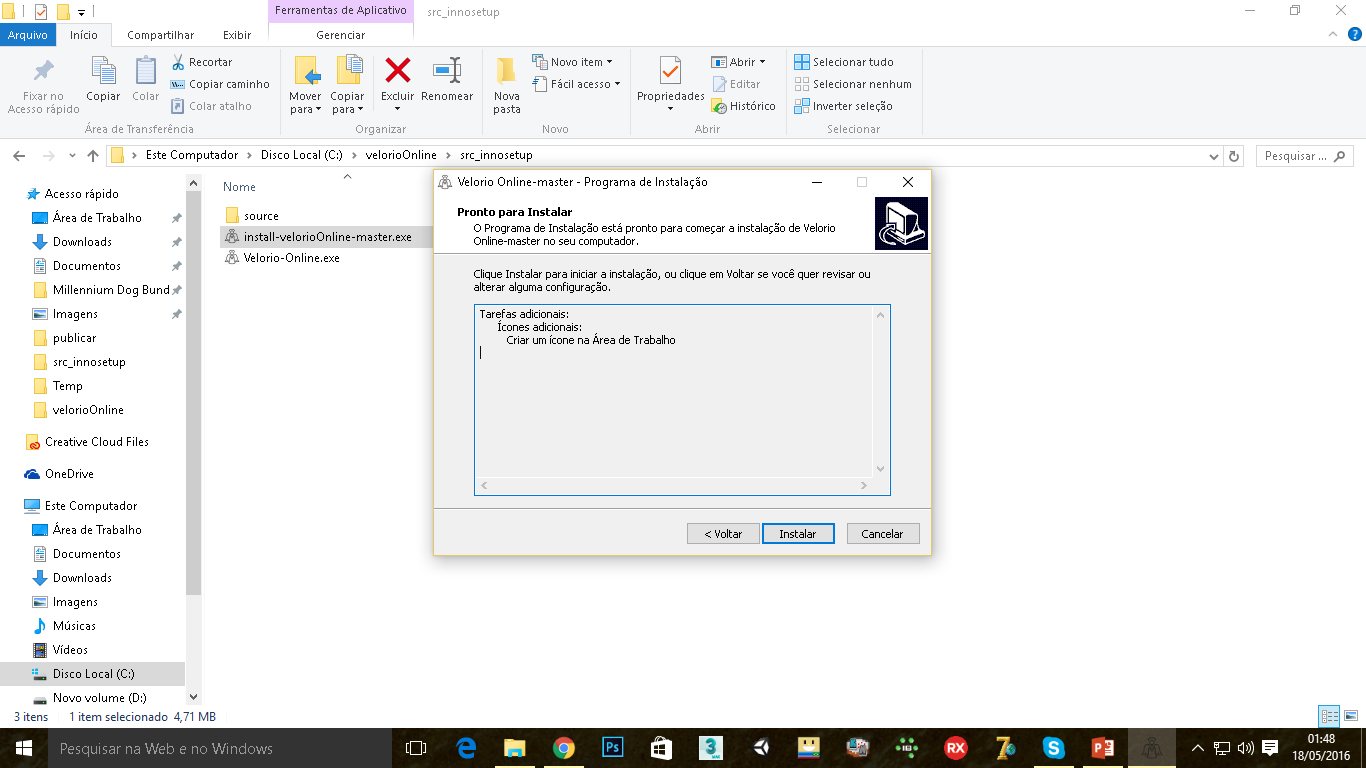 Ferramentas de Aplicativo
src_innosetup
Arquivo
Início
Compartilhar
Exibir
Gerenciar
Fixar no
Acesso rápido
Copiar
Colar
Recortar
Copiar caminho
Colar atalho
Área de Transferência
Mover
para
Copiar
para
Excluir
Renomear
Organizar
Nova
pasta
Novo item
Fácil acesso
Novo
Propriedades
Abrir
Editar
Histórico
Abrir
Selecionar tudo
Selecionar nenhum
Inverter seleção
Selecionar
Este Computador
Disco Local (C:)
velorioOnline
src_innosetup
Pesquisar ...
Acesso rápido
Área de Trabalho
Downloads
Documentos
Millennium Dog Bund
Imagens
publicar
src_innosetup
Temp
velorioOnline
Creative Cloud Files
OneDrive
Este Computador
Área de Trabalho
Documentos
Downloads
Imagens
Músicas
Vídeos
Disco Local (C:)
Novo volume (D:)
Nome
source
install-velorioOnline-master.exe
Velorio-Online.exe
Velorio Online-master - Programa de Instalação
Pronto para Instalar
O Programa de Instalação está pronto para começar a instalação de Velorio
Online-master no seu computador.
Clique Instalar para iniciar a instalação, ou clique em Voltar se você quer revisar ou
alterar alguma configuração.
Tarefas adicionais:
Ícones adicionais:
Criar um ícone na Área de Trabalho
< Voltar
Instalar
Cancelar
3 itens
1 item selecionado 4,71 MB
Pesquisar na Web e no Windows
Ps
3
RX
7
S
P
01:48
18/05/2016